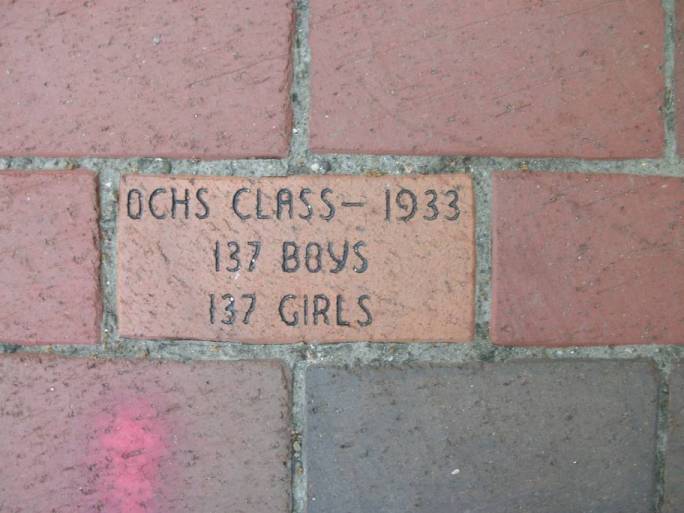 OCHS CLASS- 1933
137 BOYS
137 GIRLS